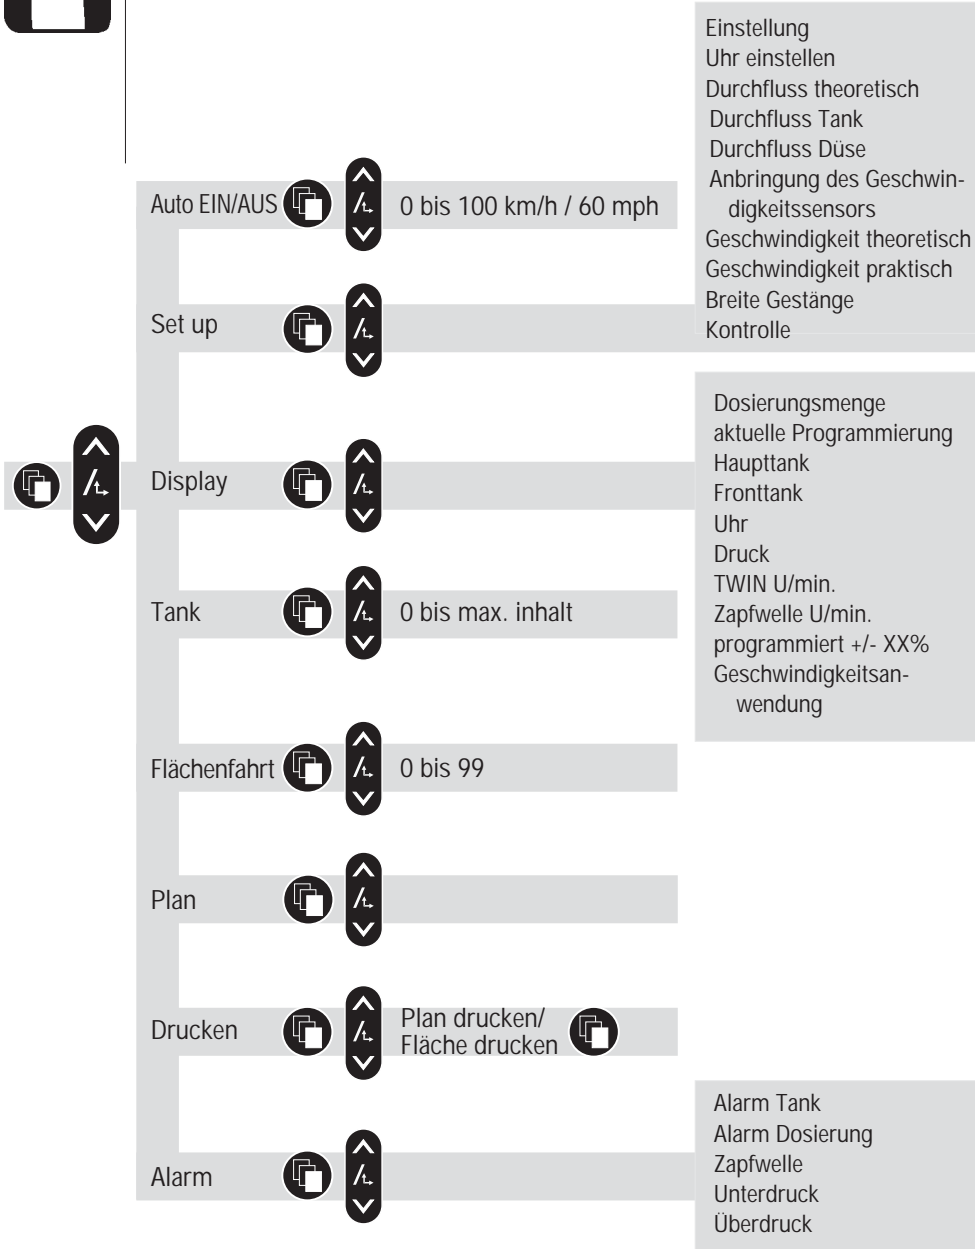 Einstellung
Uhr einstellen
Durchfluss theoretisch
Durchfluss Tank
Durchfluss Düse
Anbringung des Geschwin-
digkeitssensors
Geschwindigkeit theoretisch
Geschwindigkeit praktisch
Breite Gestänge
Kontrolle
Auto EIN/AUS
0 bis 100 km/h / 60 mph
Set up
Display
Dosierungsmenge
aktuelle Programmierung
Haupttank
Fronttank
Uhr
Druck
TWIN U/min.
Zapfwelle U/min.
programmiert +/- XX%
Geschwindigkeitsan-
wendung
Tank
0 bis max. inhalt
Flächenfahrt
0 bis 99
Plan
Drucken
Plan drucken/
Fläche drucken
Alarm
Alarm Tank
Alarm Dosierung
Zapfwelle
Unterdruck
Überdruck